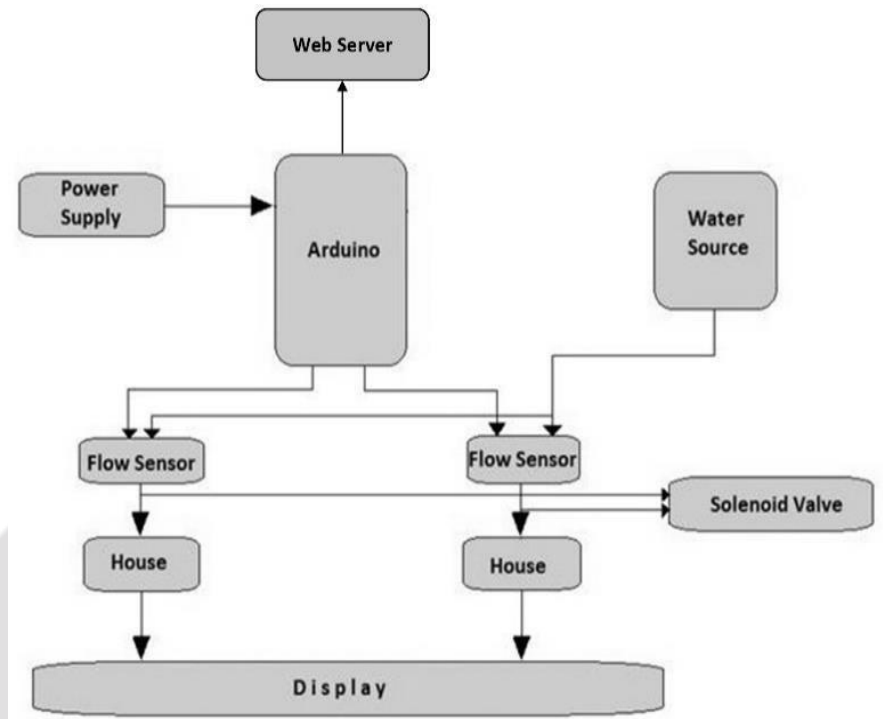 Web Server
Power
Supply
Arduino
Water
Source
Flow Sensor
Flow Sensor
Solenoid Valve
House
House
Display